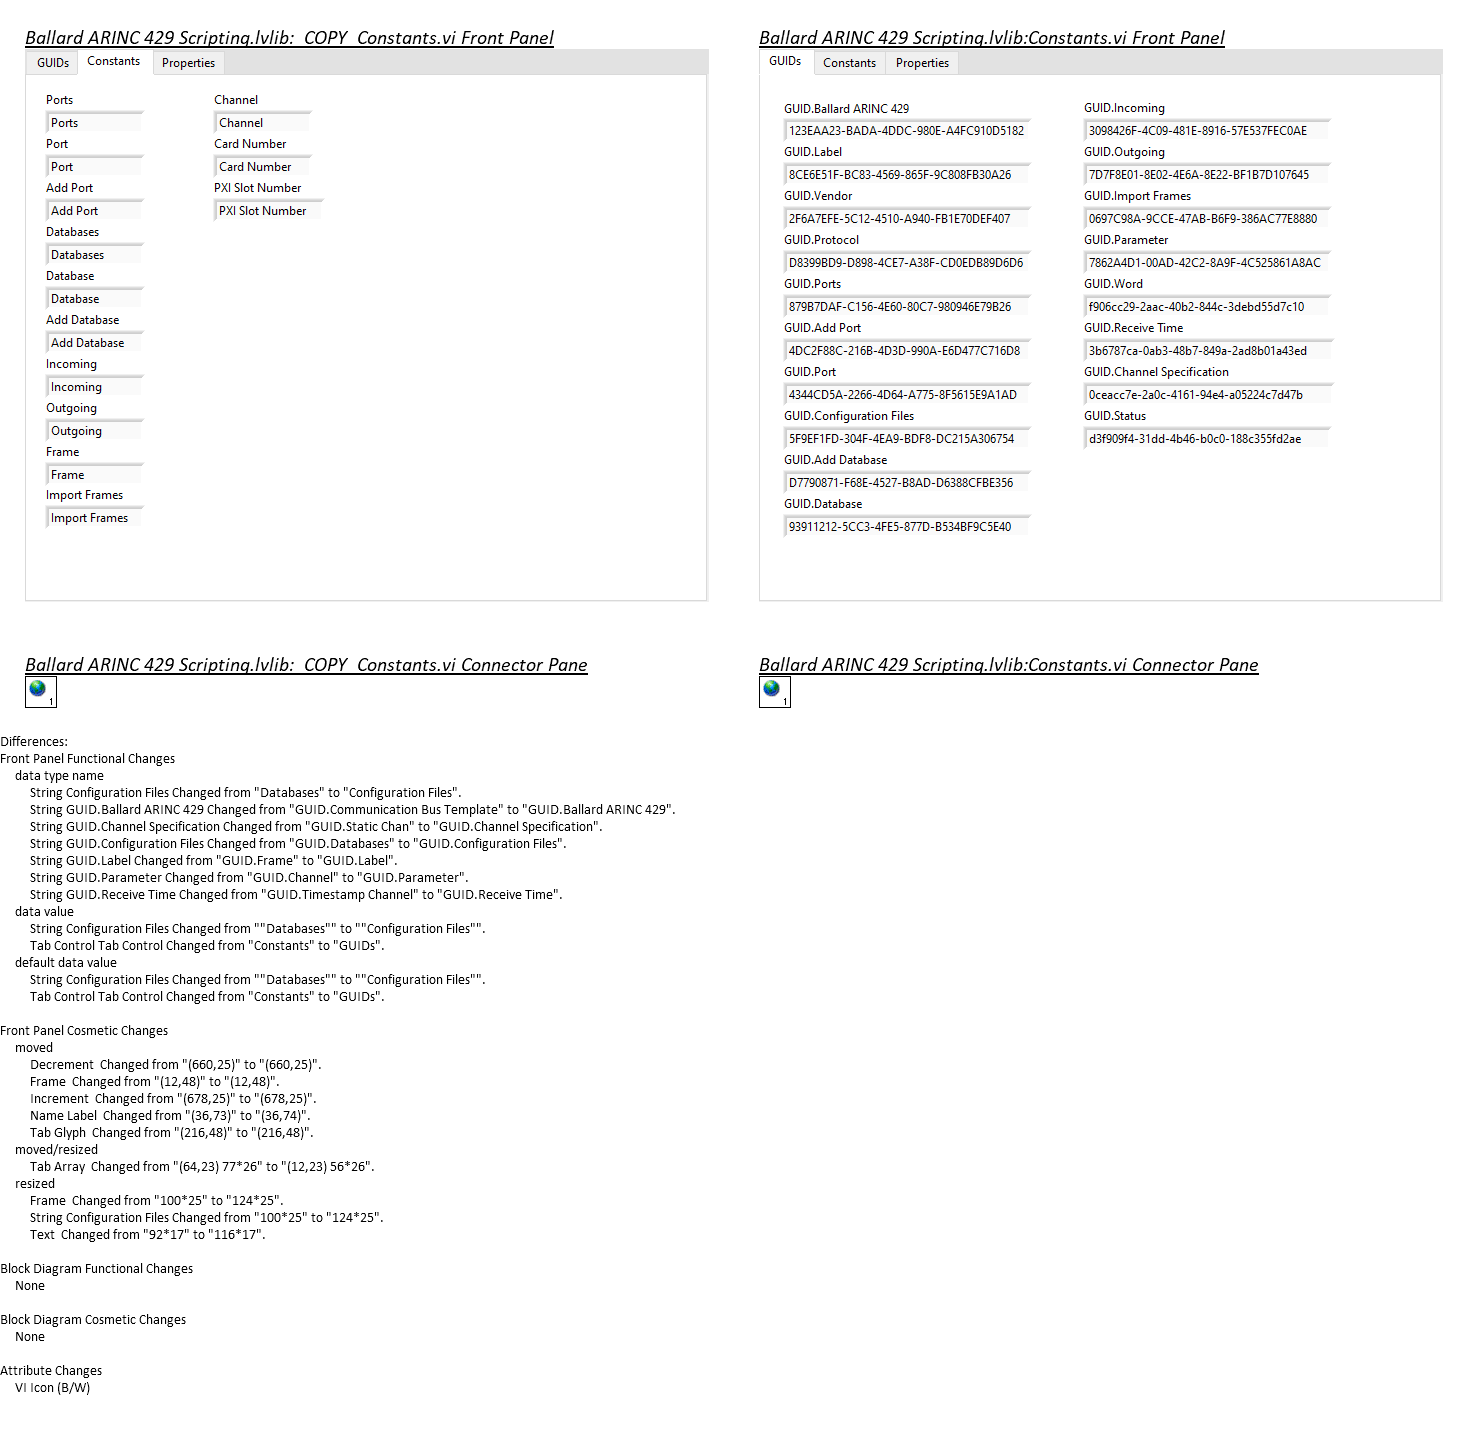 Ballard ARINC 429 Scripting.lvlib:_COPY_Constants.vi Front Panel
GUIDs Constants Properties
Ports
Ports
Port
Port
Add Port
Add Port
Databases
Databases
Database
Database
Add Database
Add Database
Incoming
Incoming
Outgoing
Outgoing
Frame
Frame
Import Frames
Import Frames
Channel
Channel
Card Number
Card Number
PXI Slot Number
PXI Slot Number
Ballard ARINC 429 Scripting.lvlib:Constants.vi Front Panel
GUIDs Constants Properties
GUID.Ballard ARINC 429
123EAA23-BADA-4DDC-980E-A4FC910D5182
GUID.Label
8CE6E51F-BC83-4569-865F-9C808FB30A26
GUID.Vendor
2F6A7EFE-5C12-4510-A940-FB1E70DEF407
GUID.Protocol
D8399BD9-D898-4CE7-A38F-CD0EDB89D6D6
GUID.Ports
879B7DAF-C156-4E60-80C7-980946E79B26
GUID.Add Port
4DC2F88C-216B-4D3D-990A-E6D477C716D8
GUID.Port
4344CD5A-2266-4D64-A775-8F5615E9A1AD
GUID.Configuration Files
5F9EF1FD-304F-4EA9-BDF8-DC215A306754
GUID.Add Database
D7790871-F68E-4527-B8AD-D6388CFBE356
GUID.Database
93911212-5CC3-4FE5-877D-B534BF9C5E40
GUID.Incoming
3098426F-4C09-481E-8916-57E537FEC0AE
GUID.Outgoing
7D7F8E01-8E02-4E6A-8E22-BF1B7D107645
GUID.Import Frames
0697C98A-9CCE-47AB-B6F9-386AC77E8880
GUID.Parameter
7862A4D1-00AD-42C2-8A9F-4C525861A8AC
GUID.Word
f906cc29-2aac-40b2-844c-3debd55d7c10
GUID.Receive Time
3b6787ca-0ab3-48b7-849a-2ad8b01a43ed
GUID.Channel Specification
0ceacc7e-2a0c-4161-94e4-a05224c7d47b
GUID.Status
d3f909f4-31dd-4b46-b0c0-188c355fd2ae
Ballard ARINC 429 Scripting.lvlib:_COPY_Constants.vi Connector Pane
1
Ballard ARINC 429 Scripting.lvlib:Constants.vi Connector Pane
1
Differences:
Front Panel Functional Changes
data type name
String Configuration Files Changed from "Databases" to "Configuration Files".
String GUID.Ballard ARINC 429 Changed from "GUID.Communication Bus Template" to "GUID.Ballard ARINC 429".
String GUID.Channel Specification Changed from "GUID.Static Chan" to "GUID.Channel Specification".
String GUID.Configuration Files Changed from "GUID.Databases" to "GUID.Configuration Files".
String GUID.Label Changed from "GUID.Frame" to "GUID.Label".
String GUID.Parameter Changed from "GUID.Channel" to "GUID.Parameter".
String GUID.Receive Time Changed from "GUID.Timestamp Channel" to "GUID.Receive Time".
data value
String Configuration Files Changed from ""Databases"" to ""Configuration Files"".
Tab Control Tab Control Changed from "Constants" to "GUIDs".
default data value
String Configuration Files Changed from ""Databases"" to ""Configuration Files"".
Tab Control Tab Control Changed from "Constants" to "GUIDs".
Front Panel Cosmetic Changes
moved
Decrement  Changed from "(660,25)" to "(660,25)".
Frame  Changed from "(12,48)" to "(12,48)".
Increment  Changed from "(678,25)" to "(678,25)".
Name Label  Changed from "(36,73)" to "(36,74)".
Tab Glyph  Changed from "(216,48)" to "(216,48)".
moved/resized
Tab Array  Changed from "(64,23) 77*26" to "(12,23) 56*26".
resized
Frame  Changed from "100*25" to "124*25".
String Configuration Files Changed from "100*25" to "124*25".
Text  Changed from "92*17" to "116*17".
Block Diagram Functional Changes
None
Block Diagram Cosmetic Changes
None
Attribute Changes
VI Icon (B/W)